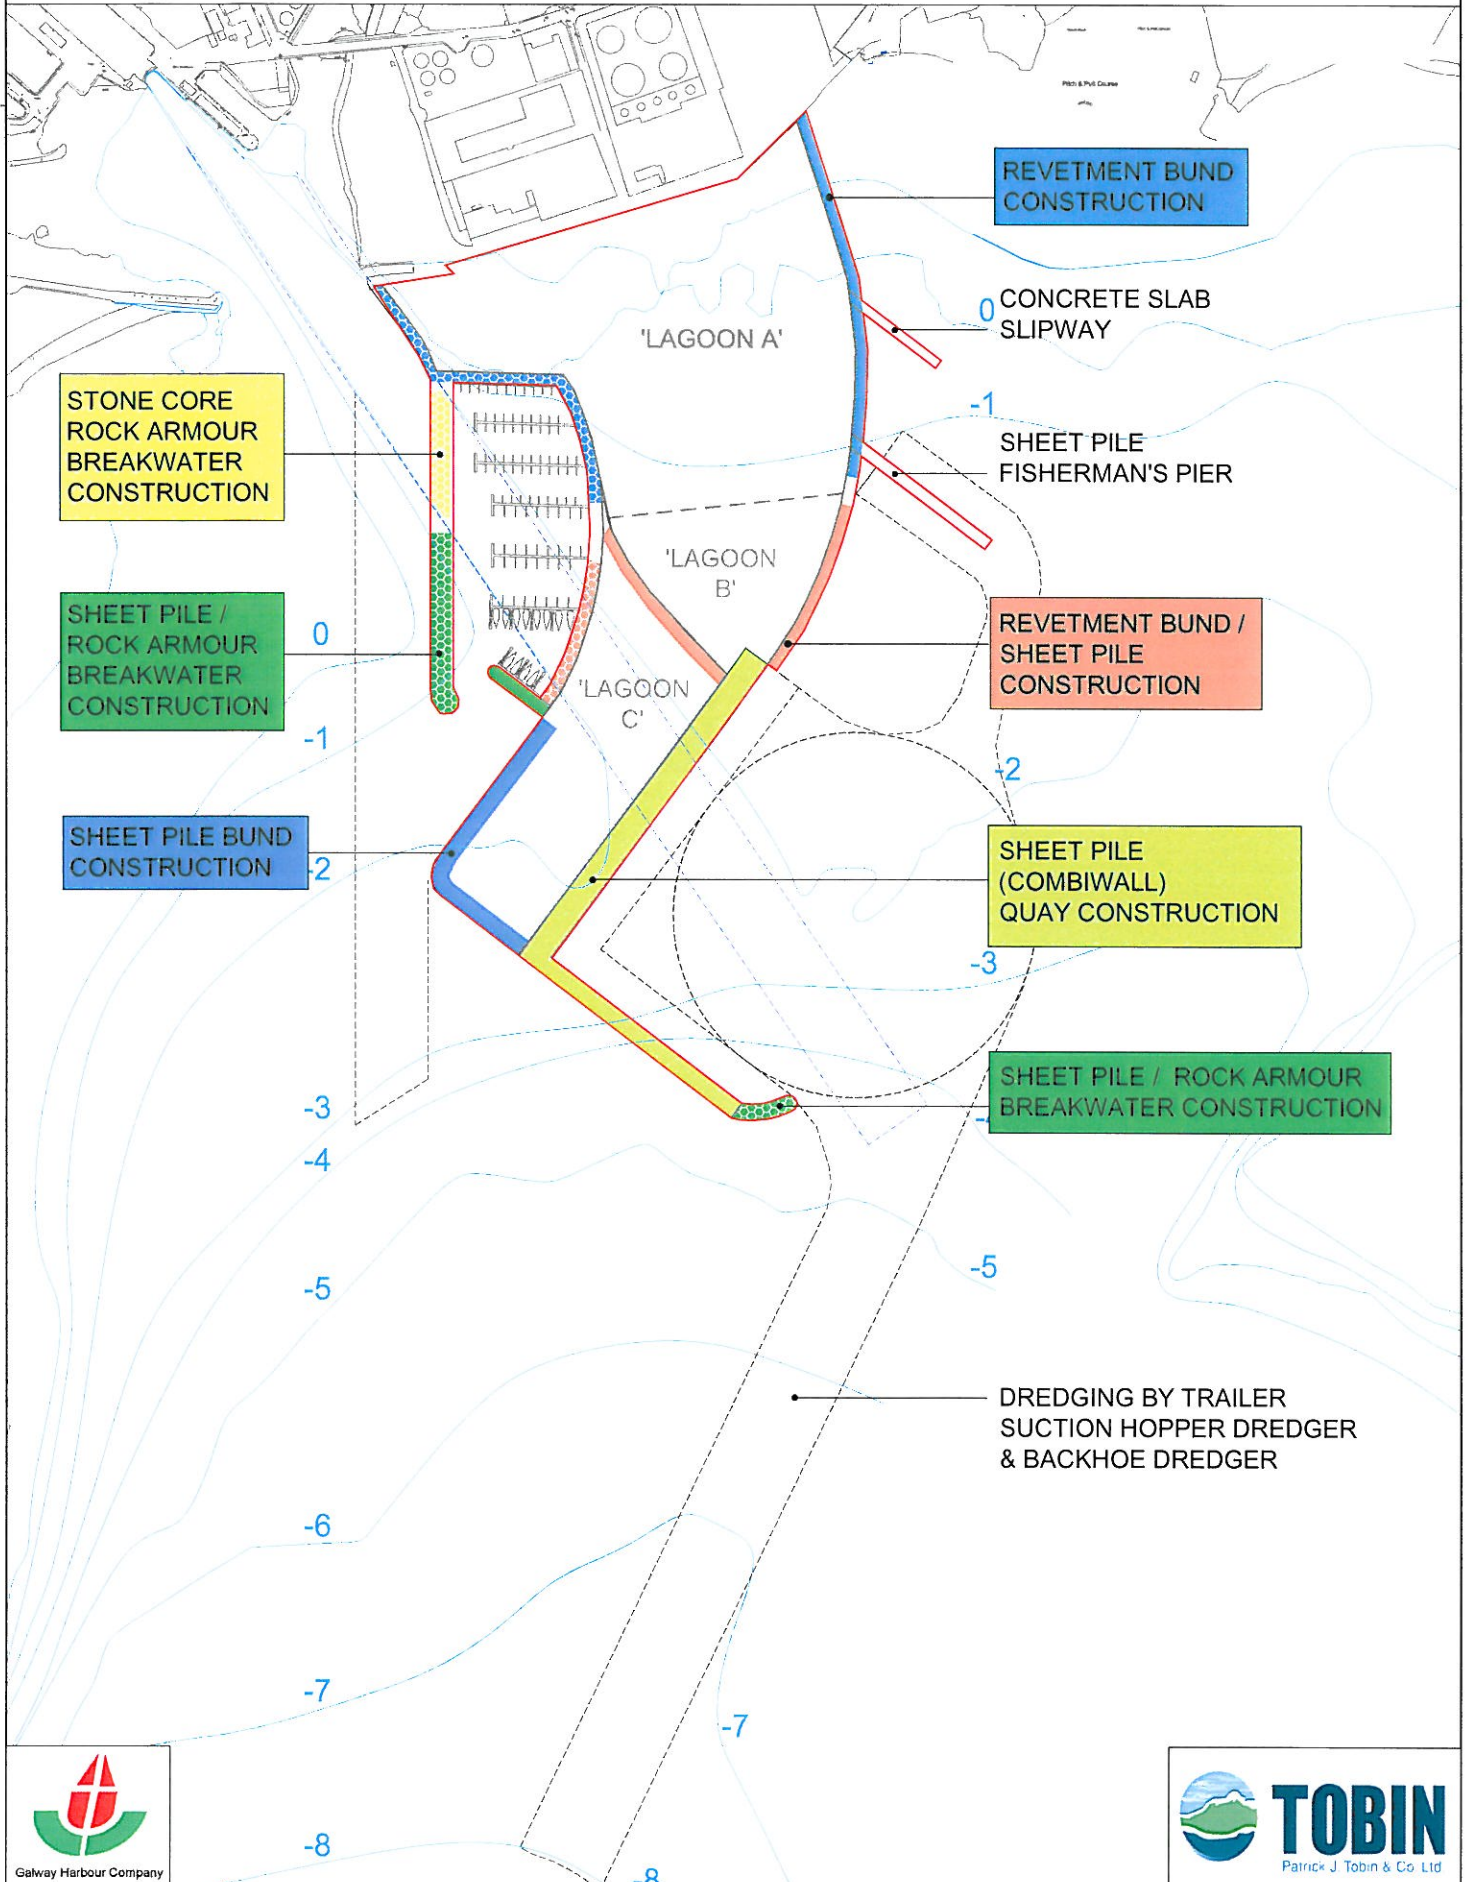 Pitch & Putt Course
REVETMENT BUND
CONSTRUCTION
0
CONCRETE SLAB
SLIPWAY
'LAGOON A'
STONE CORE
ROCK ARMOUR
BREAKWATER
CONSTRUCTION
-1
SHEET PILE
FISHERMAN'S PIER
'LAGOON
B'
SHEET PILE /
ROCK ARMOUR
BREAKWATER
CONSTRUCTION
0
REVETMENT BUND /
SHEET PILE
CONSTRUCTION
'LAGOON
C'
-1
-2
SHEET PILE BUND
CONSTRUCTION
-2
SHEET PILE
(COMBIWALL)
QUAY CONSTRUCTION
-3
SHEET PILE / ROCK ARMOUR
BREAKWATER CONSTRUCTION
-3
-4
-5
-5
DREDGING BY TRAILER
SUCTION HOPPER DREDGER
& BACKHOE DREDGER
-6
-7
-7
-8
-8
Galway Harbour Company
TOBIN
Patrick J. Tobin & Co. Ltd